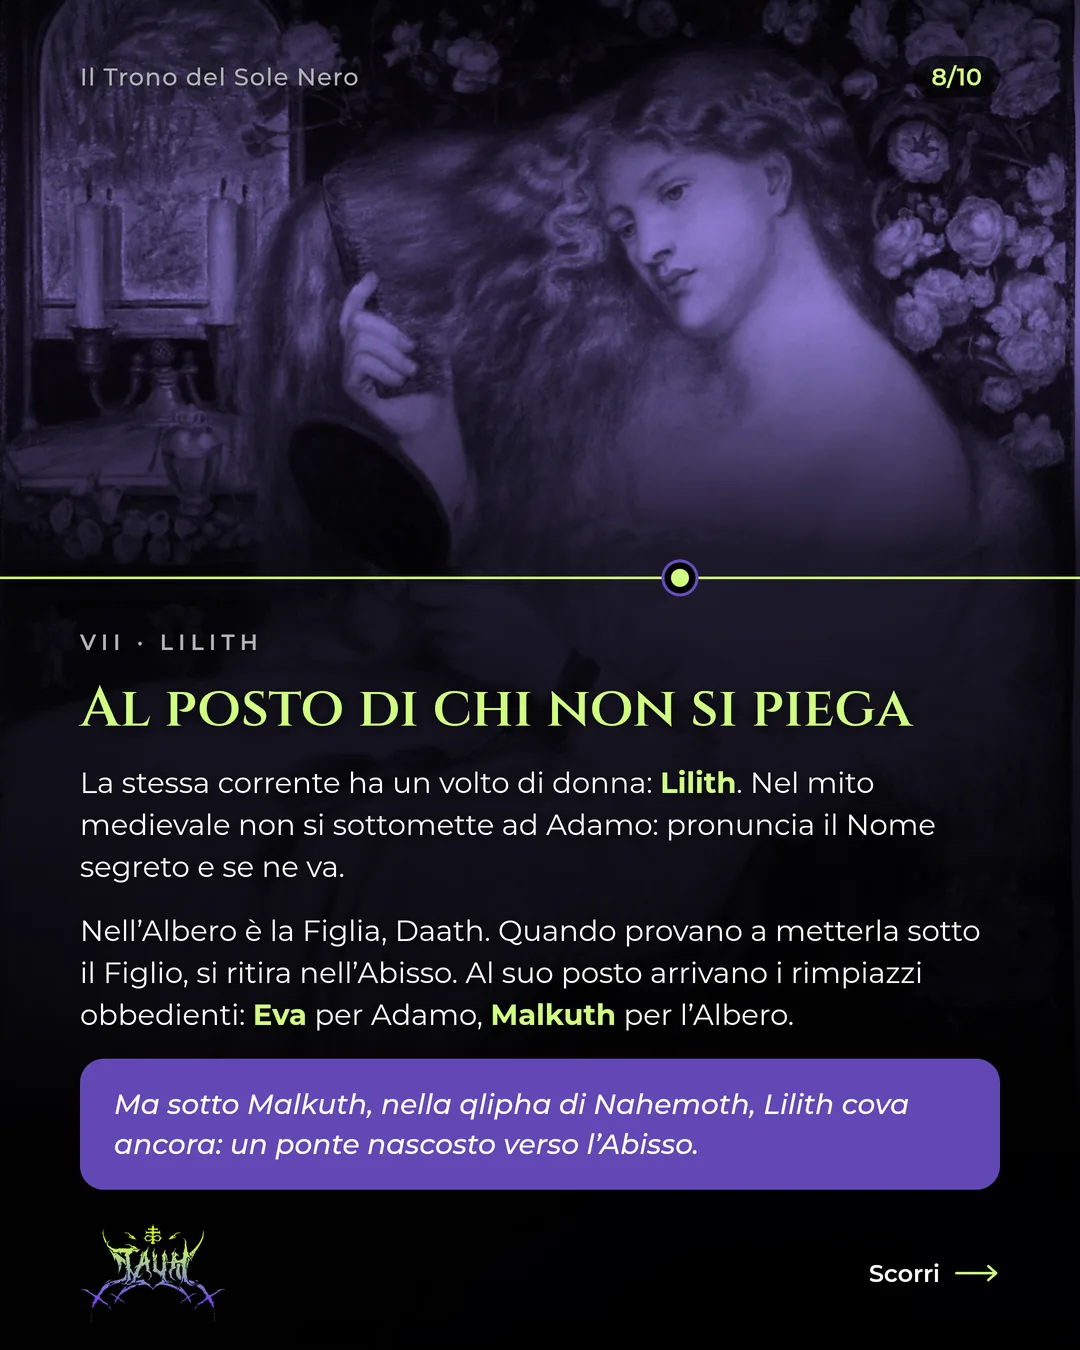 Il Trono del Sole Nero
8/10
VII · LILITH
AL POSTO DI CHI NON SI PIEGA
La stessa corrente ha un volto di donna: Lilith. Nel mito
medievale non si sottomette ad Adamo: pronuncia il Nome
segreto e se ne va.
Nell’Albero è la Figlia, Daath. Quando provano a metterla sotto
il Figlio, si ritira nell’Abisso. Al suo posto arrivano i rimpiazzi
obbedienti: Eva per Adamo, Malkuth per l’Albero.
Ma sotto Malkuth, nella qlipha di Nahemoth, Lilith cova
ancora: un ponte nascosto verso l’Abisso.
Scorri